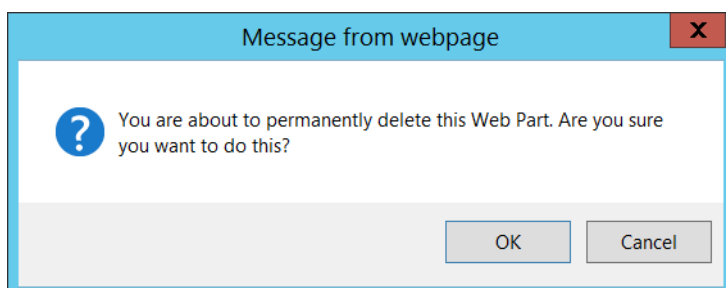 Message from webpage
X
You are about to permanently delete this Web Part. Are you sure
you want to do this?
OK
Cancel